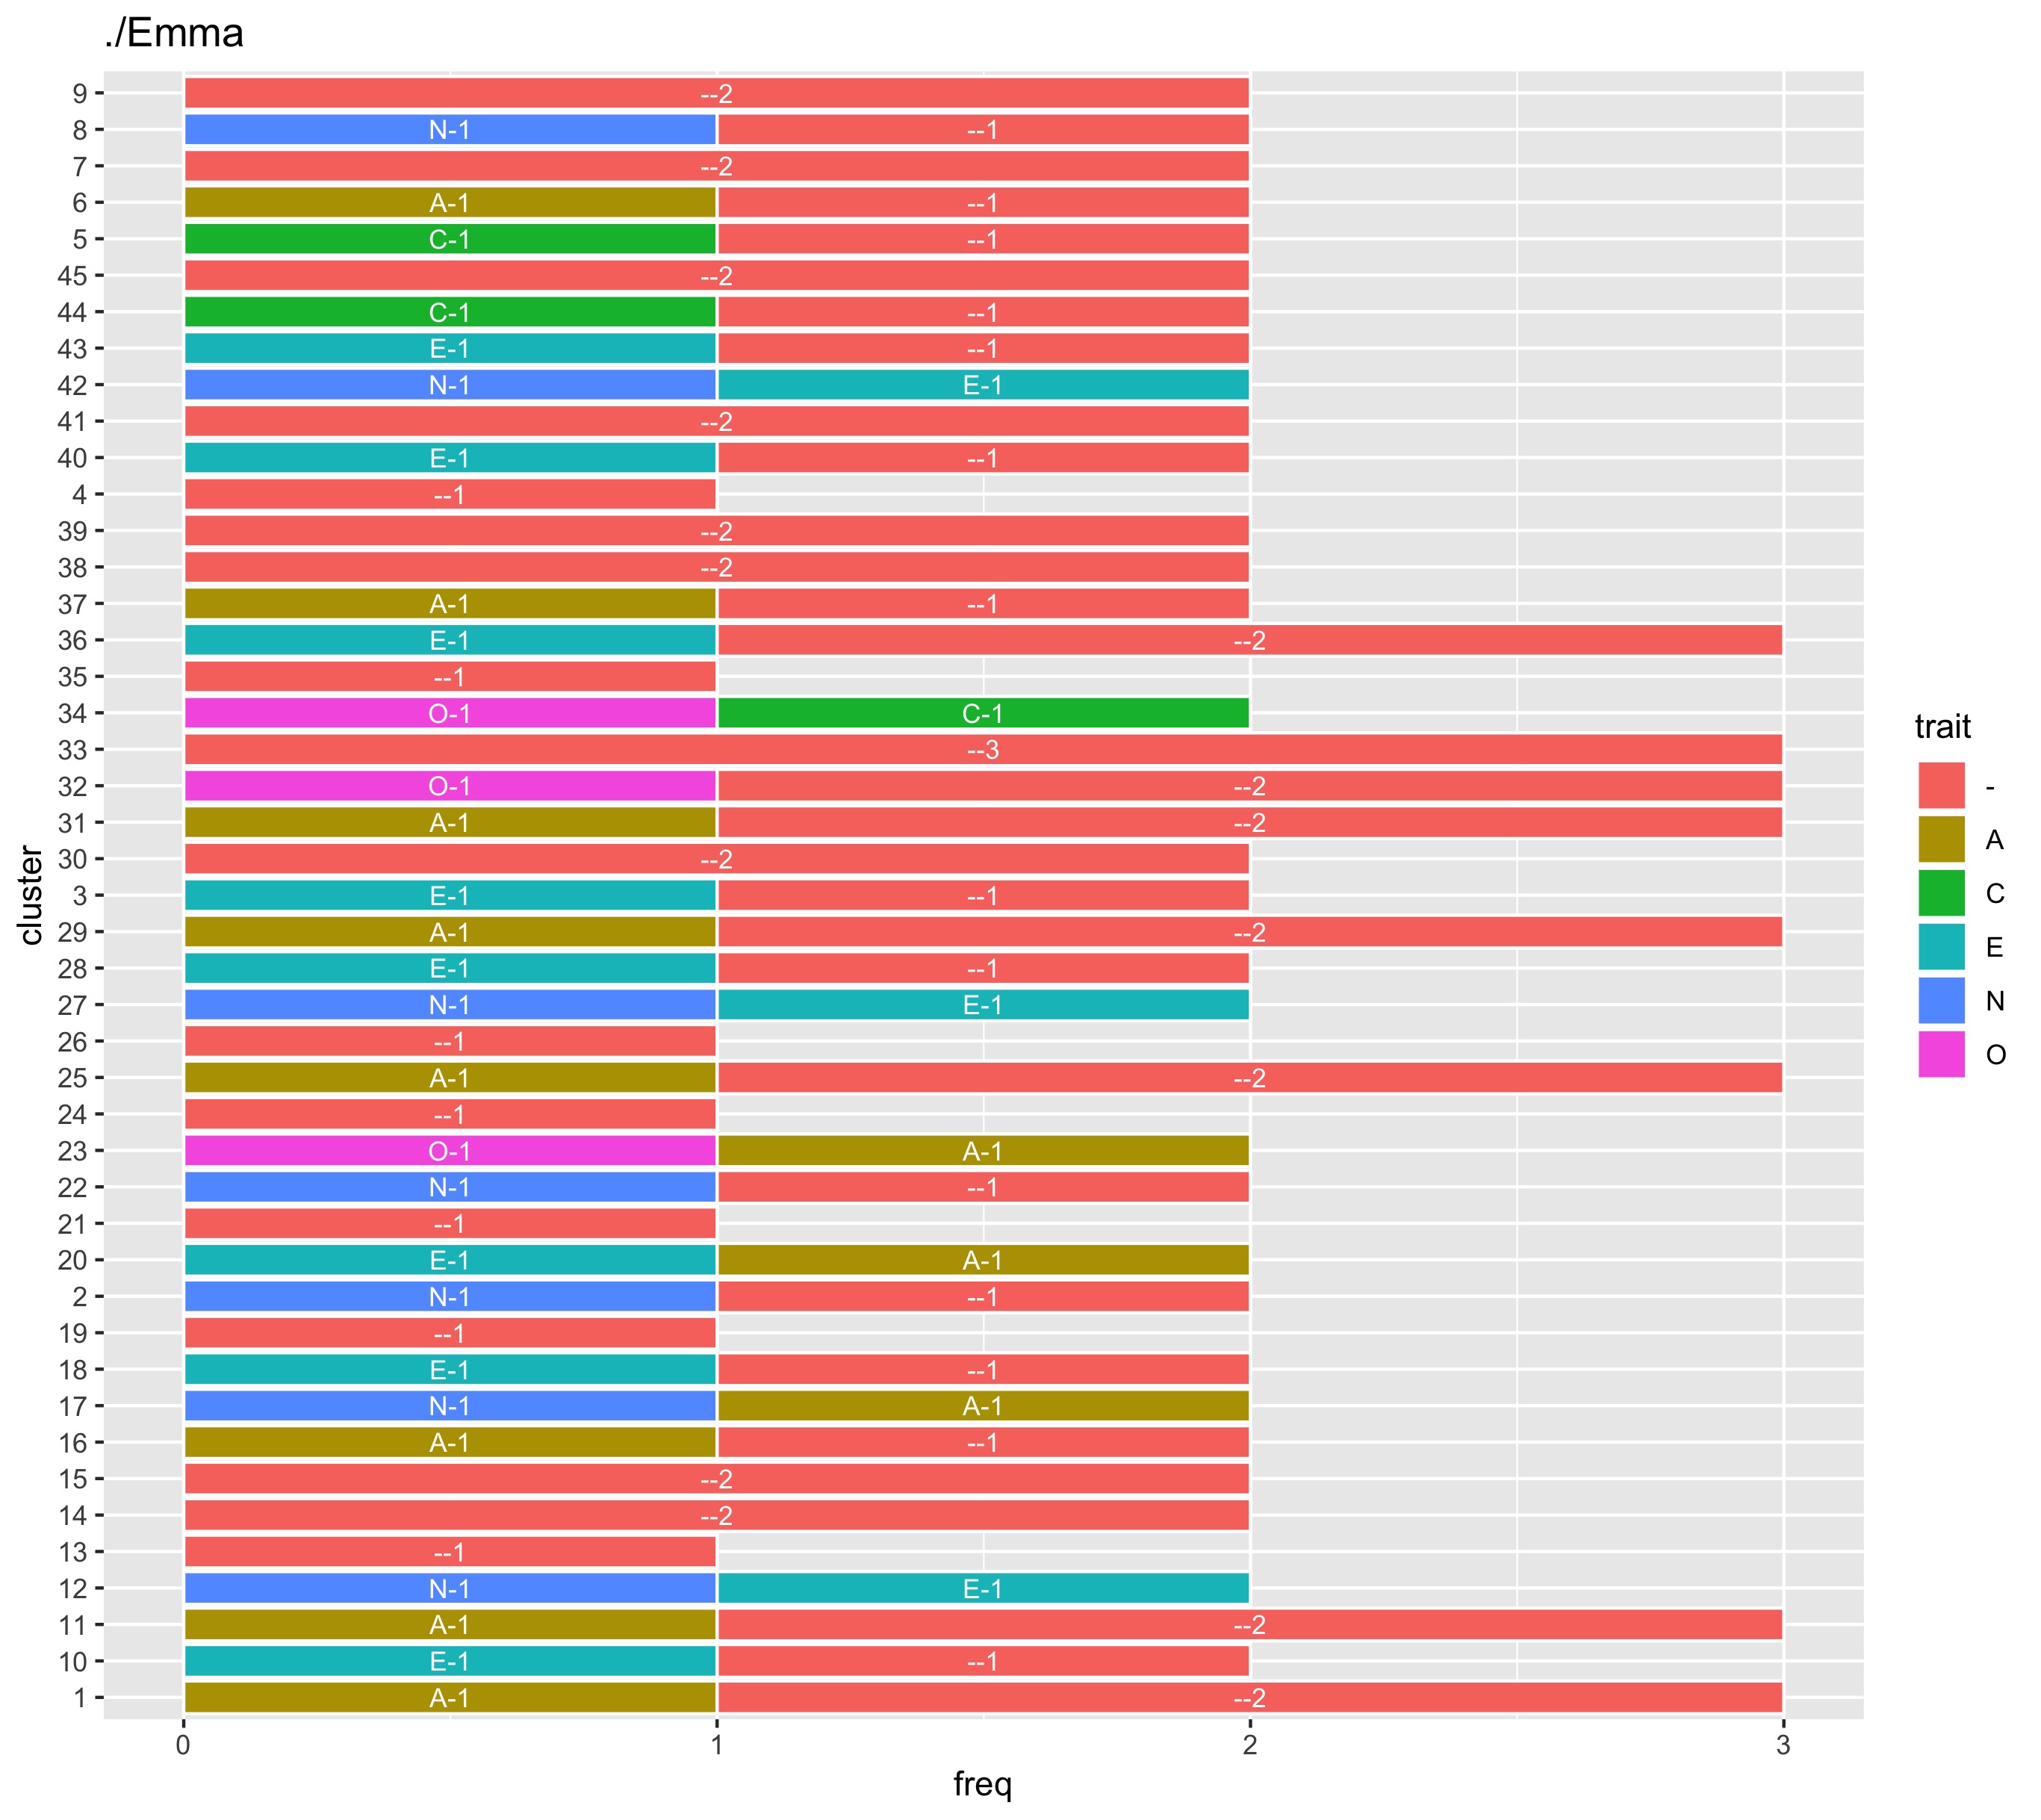 ./Emma
9 --2
8 N-1 --1
7 --2
6 A-1 --1
5 C-1 --1
45 --2
44 C-1 --1
43 E-1 --1
42 N-1 E-1
41 --2
40 E-1 --1
4 --1
39 --2
38 --2
37 A-1 --1
36 E-1 --2
35 --1
34 O-1 C-1
33 --3
32 O-1 --2
31 A-1 --2
30 --2
3 E-1 --1
29 A-1 --2
28 E-1 --1
27 N-1 E-1
26 --1
25 A-1 --2
24 --1
23 O-1 A-1
22 N-1 --1
21 --1
20 E-1 A-1
2 N-1 --1
19 --1
18 E-1 --1
17 N-1 A-1
16 A-1 --1
15 --2
14 --2
13 --1
12 N-1 E-1
11 A-1 --2
10 E-1 --1
1 A-1 --2
0 1 2 3
freq
cluster
trait
-
A
C
E
N
O